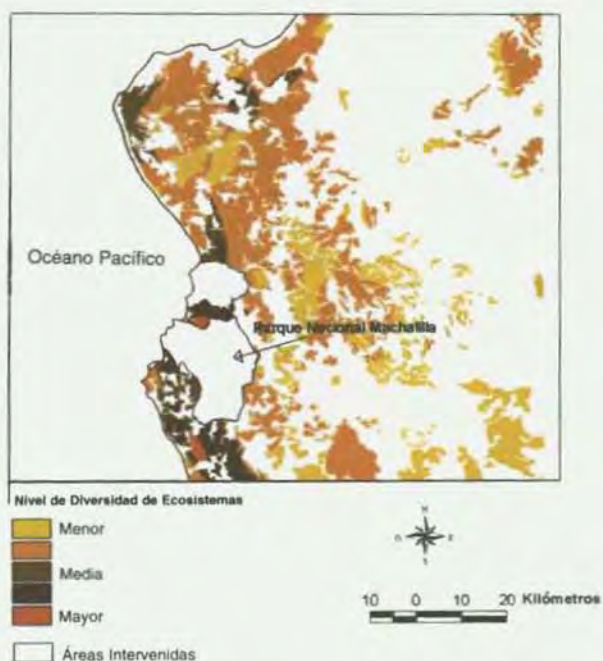 Océano Pacífico
Parque Nacional Machalilla
Nivel de Diversidad de Ecosistemas
Menor
Media
Mayor
Áreas Intervenidas
N
O E
S
10 0 10 20 Kilómetros